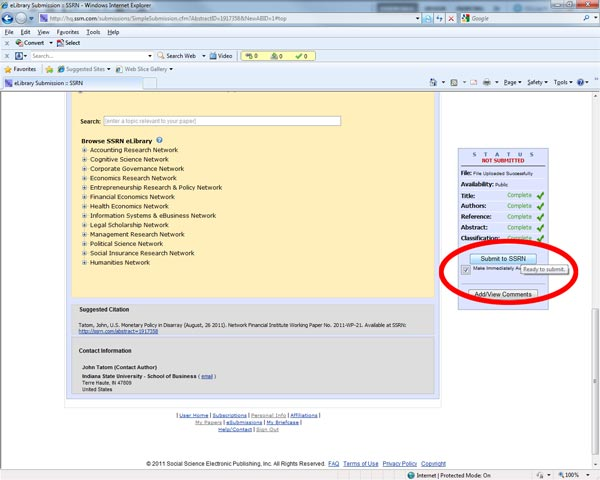 eLibrary Submission :: SSRN - Windows Internet Explorer
http://hq.ssrn.com/submissions/SimpleSubmission.cfm?AbstractID=1917358&NewABID=1#top
Google
File Edit View Favorites Tools Help
Convert Select
Search Web Video 0 0 0
Favorites Suggested Sites Web Slice Gallery
eLibrary Submission :: SSRN
Page Safety Tools
Search: [enter a topic relevant to your paper]
Browse SSRN eLibrary
Accounting Research Network
Cognitive Science Network
Corporate Governance Network
Economics Research Network
Entrepreneurship Research & Policy Network
Financial Economics Network
Health Economics Network
Information Systems & eBusiness Network
Legal Scholarship Network
Management Research Network
Political Science Network
Social Insurance Research Network
Humanities Network
STATUS
NOT SUBMITTED
File: File Uploaded Successfully
Availability: Public
Title: Complete
Authors: Complete
Reference: Complete
Abstract: Complete
Classification: Complete
Submit to SSRN
Make Immediately Av
Ready to submit.
Add/View Comments
Suggested Citation
Tatom, John, U.S. Monetary Policy in Disarray (August, 26 2011). Network Financial Institute Working Paper No. 2011-WP-21. Available at SSRN:
http://ssrn.com/abstract=1917358
Contact Information
John Tatom (Contact Author)
Indiana State University - School of Business ( email )
Terre Haute, IN 47809
United States
| User Home | Subscriptions | Personal Info | Affiliations |
My Papers | eSubmissions | My Briefcase |
Help/Contact | Sign Out
© 2011 Social Science Electronic Publishing, Inc. All Rights Reserved. FAQ Terms of Use Privacy Policy Copyright
Internet | Protected Mode: On
100%